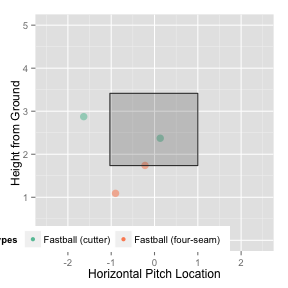 Height from Ground
5
4
3
2
1
ypes Fastball (cutter) Fastball (four-seam)
-2 -1 0 1 2
Horizontal Pitch Location